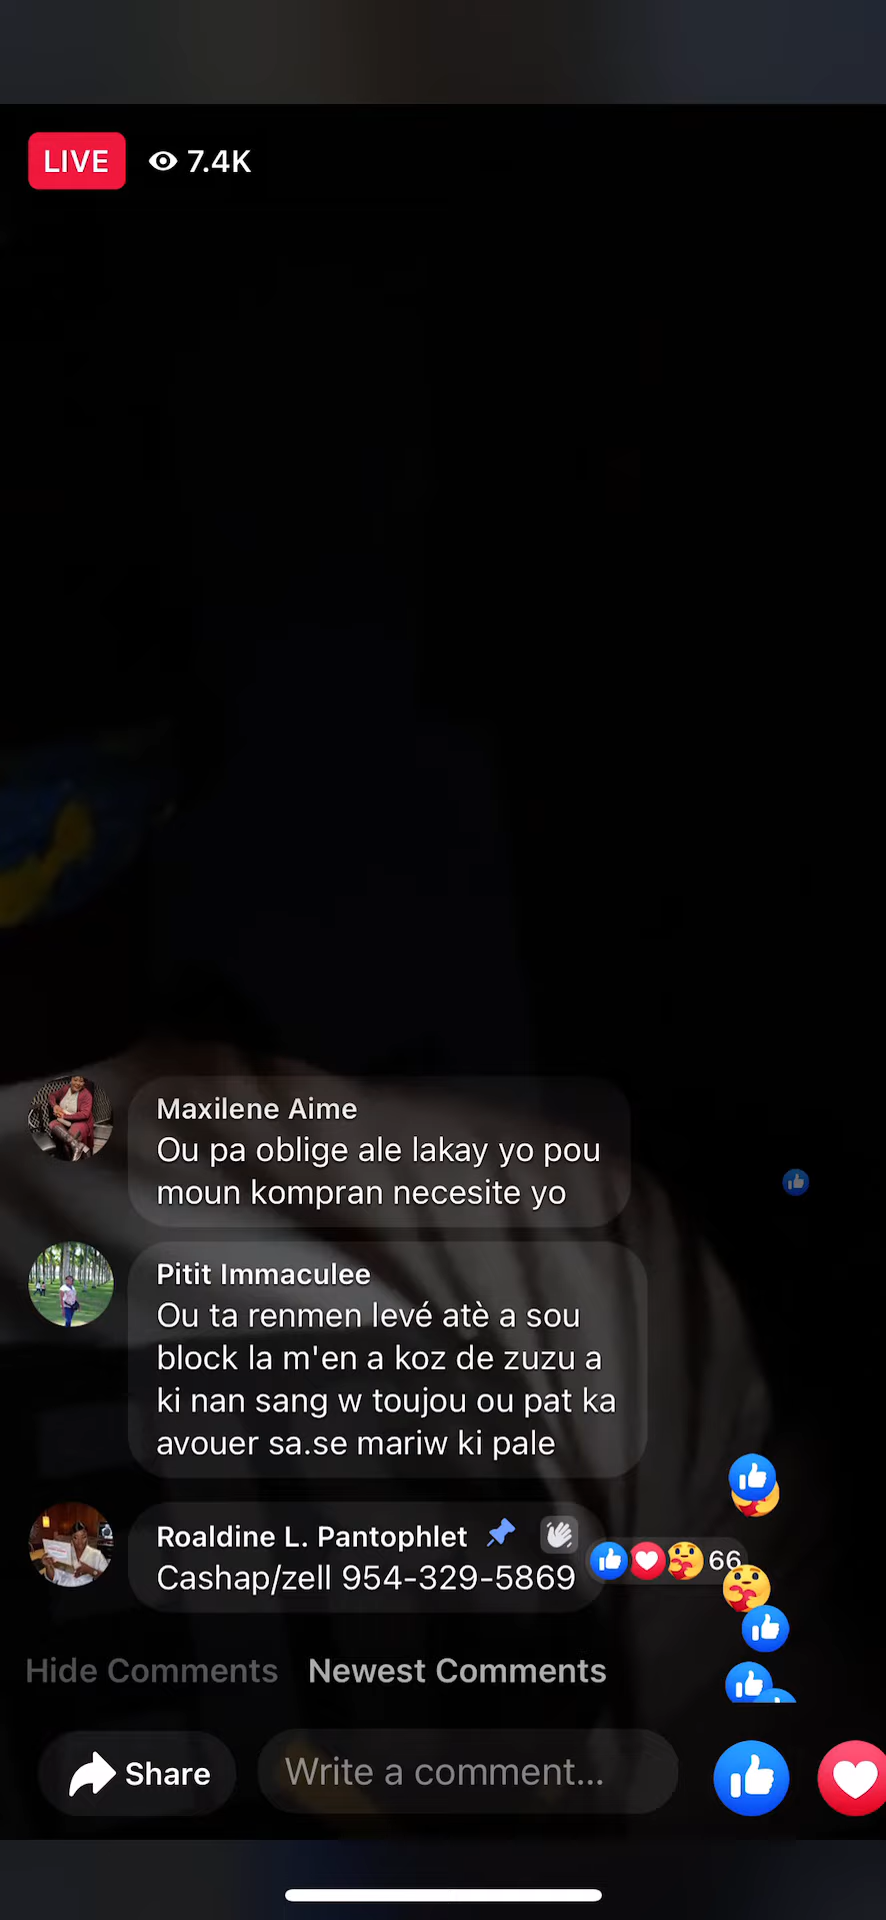 LIVE 7.4K
Maxilene Aime
Ou pa oblige ale lakay yo pou
moun kompran necesite yo
Pitit Immaculee
Ou ta renmen levé atè a sou
block la m'en a koz de zuzu a
ki nan sang w toujou ou pat ka
avouer sa.se mariw ki pale
Roaldine L. Pantophlet
Cashap/zell 954-329-5869
66
Hide Comments Newest Comments
Share Write a comment...